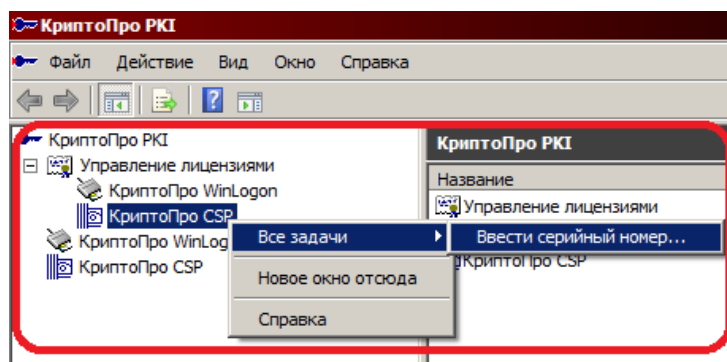 КриптоПро PKI
Файл Действие Вид Окно Справка
КриптоПро PKI
Управление лицензиями
КриптоПро WinLogon
КриптоПро CSP
КриптоПро WinLog
КриптоПро CSP
КриптоПро PKI
Название
Управление лицензиями
КриптоПро CSP
Все задачи
Новое окно отсюда
Справка
Ввести серийный номер...